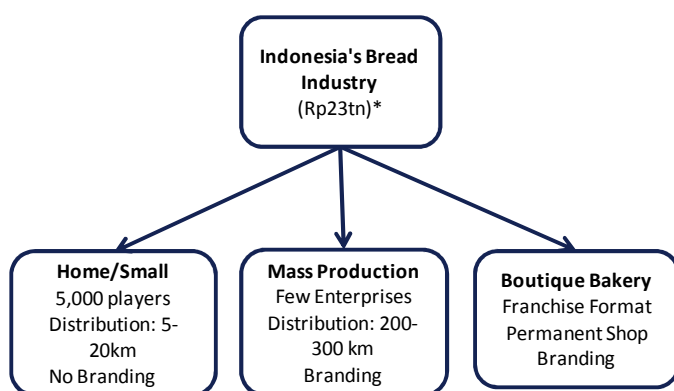 Indonesia's Bread
Industry
(Rp23tn)*
Home/Small
5,000 players
Distribution: 5-
20km
No Branding
Mass Production
Few Enterprises
Distribution: 200-
300 km
Branding
Boutique Bakery
Franchise Format
Permanent Shop
Branding